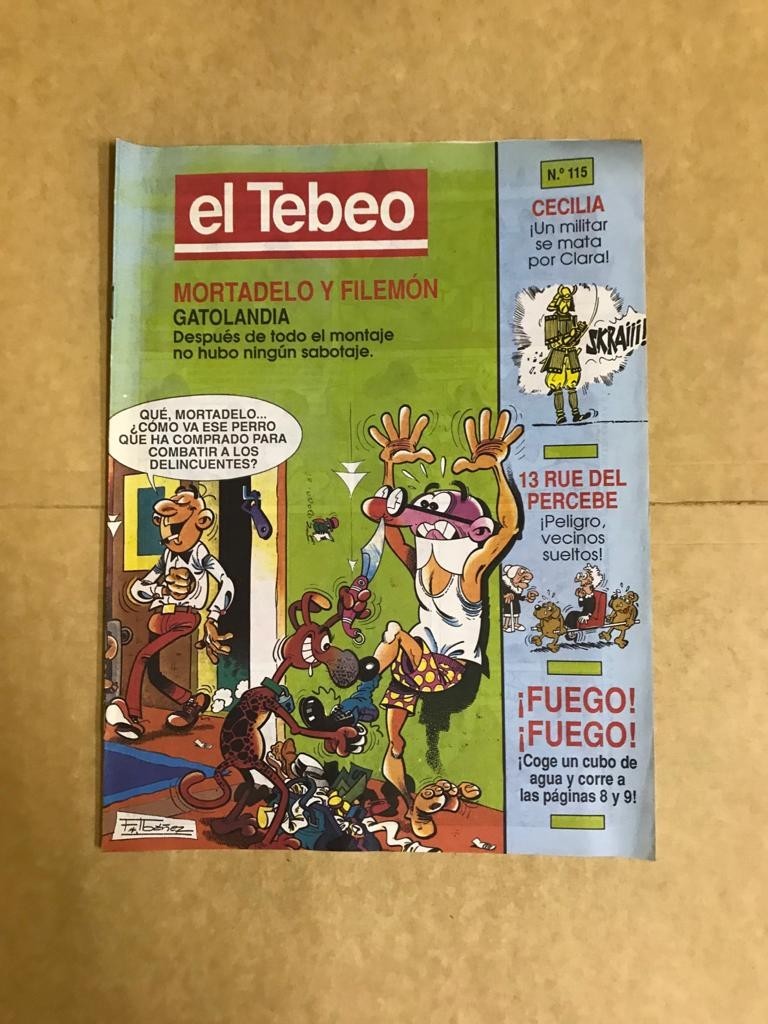 el Tebeo
MORTADELO Y FILEMÓN
GATOLANDIA
Después de todo el montaje
no hubo ningún sabotaje.
QUÉ, MORTADELO...
¿CÓMO VA ESE PERRO
QUE HA COMPRADO PARA
COMBATIR A LOS
DELINCUENTES?
F. Ibáñez
N.º 115
CECILIA
¡Un militar
se mata
por Clara!
SKRAIII!
13 RUE DEL
PERCEBE
¡Peligro,
vecinos
sueltos!
¡FUEGO!
¡FUEGO!
¡Coge un cubo de
agua y corre a
las páginas 8 y 9!